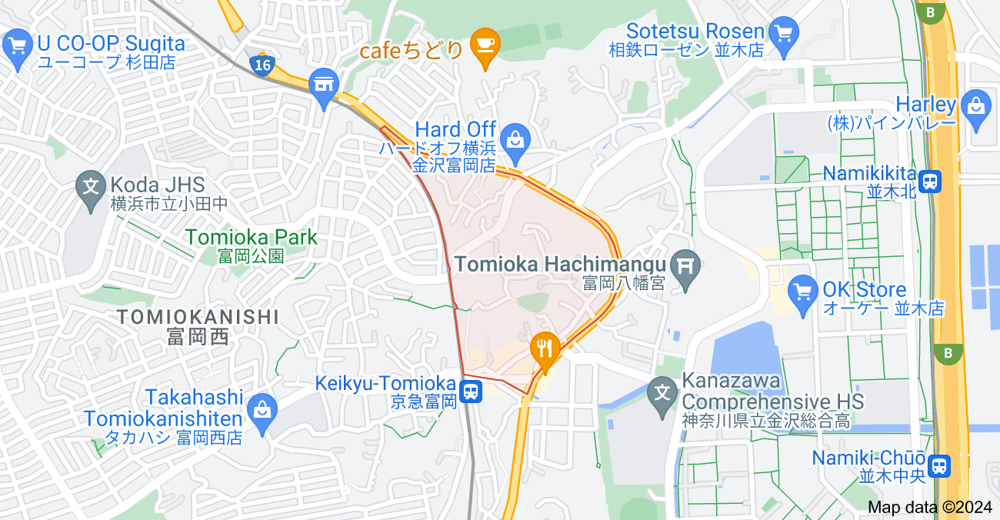 B
U CO-OP Sugita
ユーコープ 杉田店
16
cafeちどり
Sotetsu Rosen
相鉄ローゼン 並木店
Harley
(株)パインバレー
Hard Off
ハードオフ横浜
金沢富岡店
Koda JHS
横浜市立小田中
Namikikita
並木北
Tomioka Park
富岡公園
Tomioka Hachimangu
富岡八幡宮
OK Store
オーケー 並木店
TOMIOKANISHI
富岡西
B
Keikyu-Tomioka
京急富岡
Kanazawa
Comprehensive HS
神奈川県立金沢総合高
文
文
Takahashi
Tomiokanishiten
タカハシ 富岡西店
Namiki-Chūō
並木中央
Map data ©2024